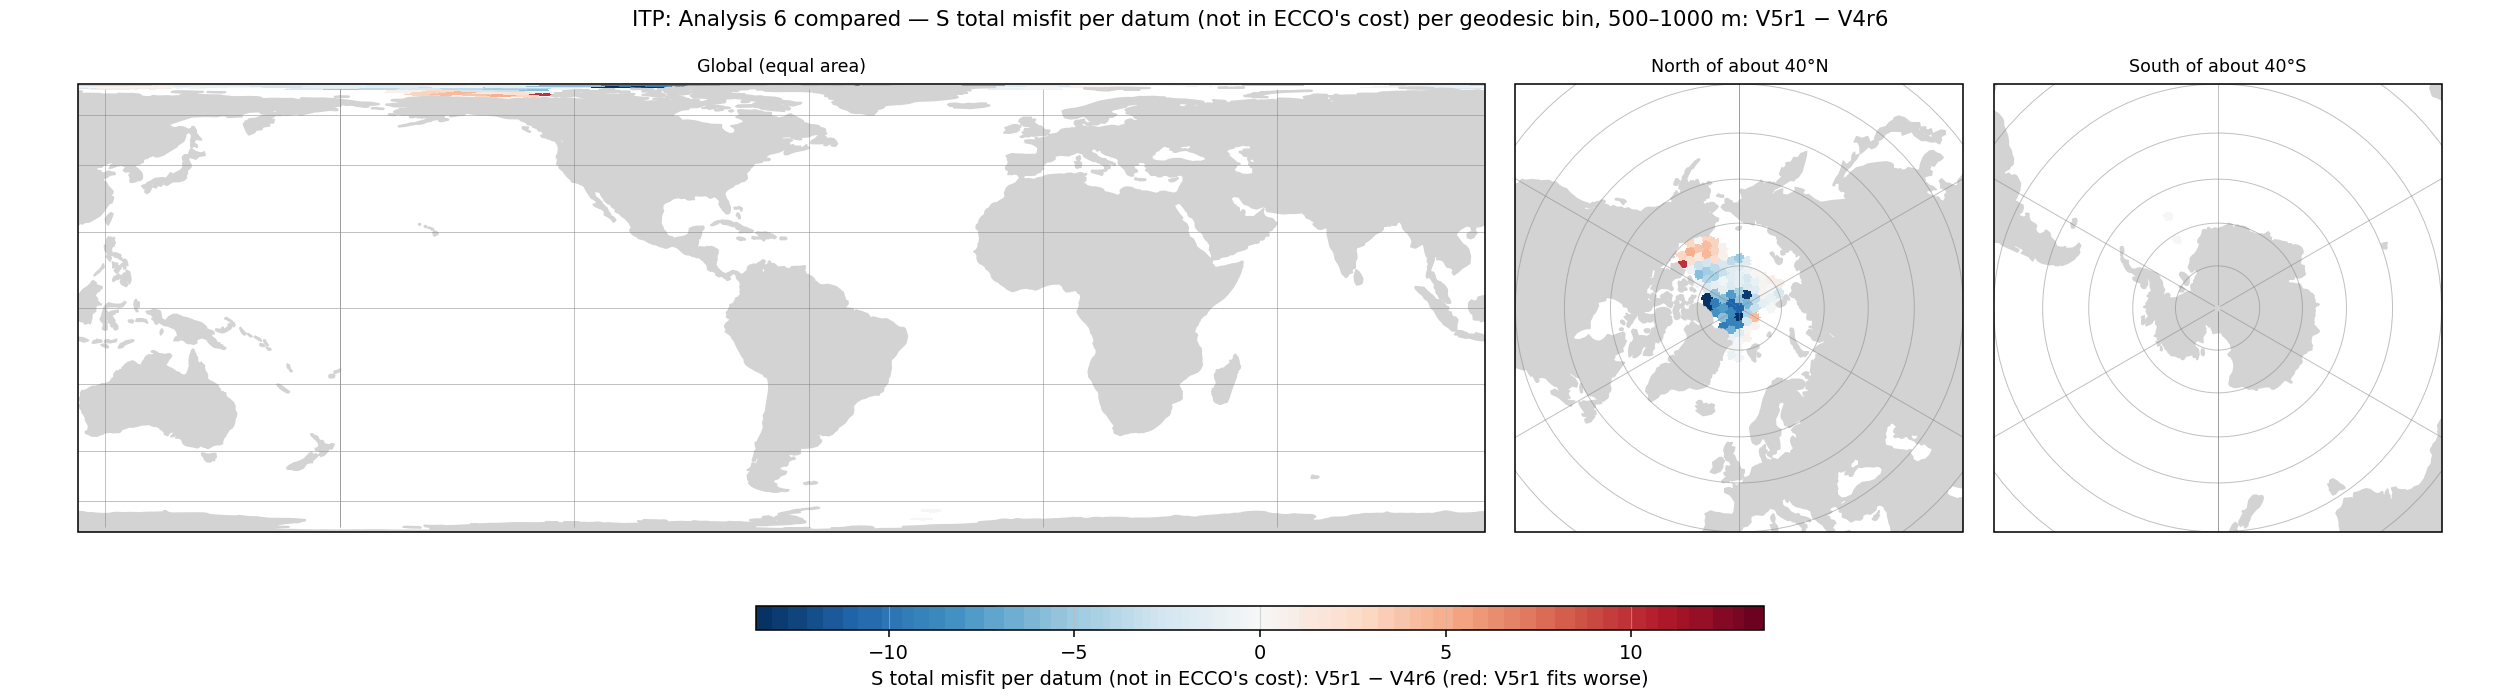 ITP: Analysis 6 compared — S total misfit per datum (not in ECCO's cost) per geodesic bin, 500–1000 m: V5r1 − V4r6
Global (equal area)
North of about 40°N
South of about 40°S
−10
−5
0
5
10
S total misfit per datum (not in ECCO's cost): V5r1 − V4r6 (red: V5r1 fits worse)